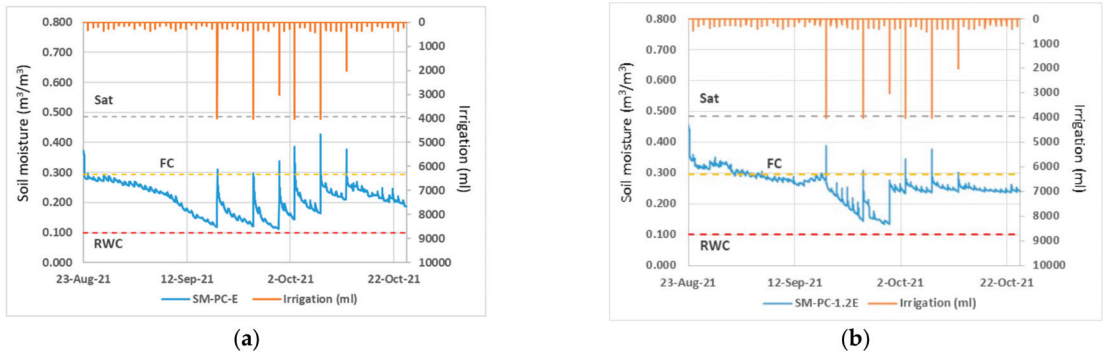 0.800
0.700
0.600
0.500
0.400
0.300
0.200
0.100
0.000
Soil moisture (m³/m³)
Sat
FC
RWC
0
1000
2000
3000
4000
5000
6000
7000
8000
9000
10000
Irrigation (ml)
23-Aug-21 12-Sep-21 2-Oct-21 22-Oct-21
SM-PC-E Irrigation (ml)
(a)
0.800
0.700
0.600
0.500
0.400
0.300
0.200
0.100
0.000
Soil moisture (m³/m³)
Sat
FC
RWC
0
1000
2000
3000
4000
5000
6000
7000
8000
9000
10000
Irrigation (ml)
23-Aug-21 12-Sep-21 2-Oct-21 22-Oct-21
SM-PC-1.2E Irrigation (ml)
(b)